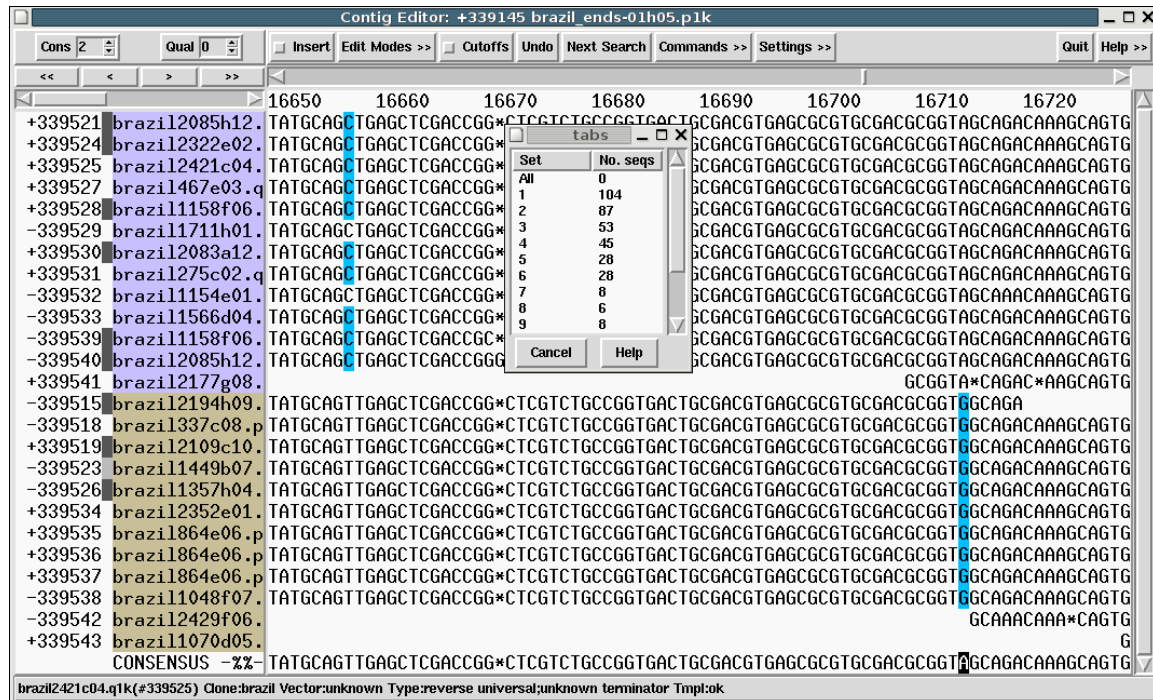 Contig Editor: +339145 brazil_ends-01h05.p1k
Cons 2 Qual 0 Insert Edit Modes >> Cutoffs Undo Next Search Commands >> Settings >> Quit Help >>
<< < > >>
16650 16660 16670 16680 16690 16700 16710 16720
+339521 brazil2085h12. TATGCAGCTGAGCTCGACCGG*CTCGTCTGCCGGTGACTGCGACGTGAGCGCGTGCGACGCGGTAGCAGACAAAGCAGTG
+339524 brazil2322e02. TATGCAGCTGAGCTCGACCGG* GCGACGTGAGCGCGTGCGACGCGGTAGCAGACAAAGCAGTG
+339525 brazil2421c04. TATGCAGCTGAGCTCGACCGG* GCGACGTGAGCGCGTGCGACGCGGTAGCAGACAAAGCAGTG
+339527 brazil467e03.q TATGCAGCTGAGCTCGACCGG* GCGACGTGAGCGCGTGCGACGCGGTAGCAGACAAAGCAGTG
+339528 brazil1158f06. TATGCAGCTGAGCTCGACCGG* GCGACGTGAGCGCGTGCGACGCGGTAGCAGACAAAGCAGTG
-339529 brazil1711h01. TATGCAGCTGAGCTCGACCGG* GCGACGTGAGCGCGTGCGACGCGGTAGCAGACAAAGCAGTG
+339530 brazil2083a12. TATGCAGCTGAGCTCGACCGG* GCGACGTGAGCGCGTGCGACGCGGTAGCAGACAAAGCAGTG
+339531 brazil275c02.q TATGCAGCTGAGCTCGACCGG* GCGACGTGAGCGCGTGCGACGCGGTAGCAGACAAAGCAGTG
-339532 brazil1154e01. TATGCAGCTGAGCTCGACCGG* GCGACGTGAGCGCGTGCGACGCGGTAGCAAACAAAGCAGTG
-339533 brazil1566d04. TATGCAGCTGAGCTCGACCGG* GCGACGTGAGCGCGTGCGACGCGGTAGCAGACAAAGCAGTG
-339539 brazil1158f06. TATGCAGCTGAGCTCGACCGC* GCGACGTGAGCGCGTGCGACGCGGTAGCAGACAAAGCAGTG
-339540 brazil2085h12. TATGCAGCTGAGCTCGACCGGG GCGACGTGAGCGCGTGCGACGCGGTAGCAGACAAAGCAGTG
+339541 brazil2177g08. GCGGTA*CAGAC*AAGCAGTG
-339515 brazil2194h09. TATGCAGTTGAGCTCGACCGG*CTCGTCTGCCGGTGACTGCGACGTGAGCGCGTGCGACGCGGTGGCAGA
-339518 brazil337c08.p TATGCAGTTGAGCTCGACCGG*CTCGTCTGCCGGTGACTGCGACGTGAGCGCGTGCGACGCGGTGGCAGACAAAGCAGTG
+339519 brazil2109c10. TATGCAGTTGAGCTCGACCGG*CTCGTCTGCCGGTGACTGCGACGTGAGCGCGTGCGACGCGGTGGCAGACAAAGCAGTG
-339523 brazil1449b07. TATGCAGTTGAGCTCGACCGG*CTCGTCTGCCGGTGACTGCGACGTGAGCGCGTGCGACGCGGTGGCAGACAAAGCAGTG
-339526 brazil1357h04. TATGCAGTTGAGCTCGACCGG*CTCGTCTGCCGGTGACTGCGACGTGAGCGCGTGCGACGCGGTGGCAGACAAAGCAGTG
+339534 brazil2352e01. TATGCAGTTGAGCTCGACCGG*CTCGTCTGCCGGTGACTGCGACGTGAGCGCGTGCGACGCGGTGGCAGACAAAGCAGTG
+339535 brazil864e06.p TATGCAGTTGAGCTCGACCGG*CTCGTCTGCCGGTGACTGCGACGTGAGCGCGTGCGACGCGGTGGCAGACAAAGCAGTG
+339536 brazil864e06.p TATGCAGTTGAGCTCGACCGG*CTCGTCTGCCGGTGACTGCGACGTGAGCGCGTGCGACGCGGTGGCAGACAAAGCAGTG
+339537 brazil864e06.p TATGCAGTTGAGCTCGACCGG*CTCGTCTGCCGGTGACTGCGACGTGAGCGCGTGCGACGCGGTGGCAGACAAAGCAGTG
-339538 brazil1048f07. TATGCAGTTGAGCTCGACCGG*CTCGTCTGCCGGTGACTGCGACGTGAGCGCGTGCGACGCGGTGGCAGACAAAGCAGTG
-339542 brazil2429f06. GCAAACAAA*CAGTG
+339543 brazil1070d05. G
CONSENSUS -%%- TATGCAGTTGAGCTCGACCGG*CTCGTCTGCCGGTGACTGCGACGTGAGCGCGTGCGACGCGGTAGCAGACAAAGCAGTG
tabs
Set No. seqs
All 0
1 104
2 87
3 53
4 45
5 28
6 28
7 8
8 6
9 8
Cancel Help
brazil2421c04.q1k(#339525) Clone:brazil Vector:unknown Type:reverse universal;unknown terminator Tmpl:ok